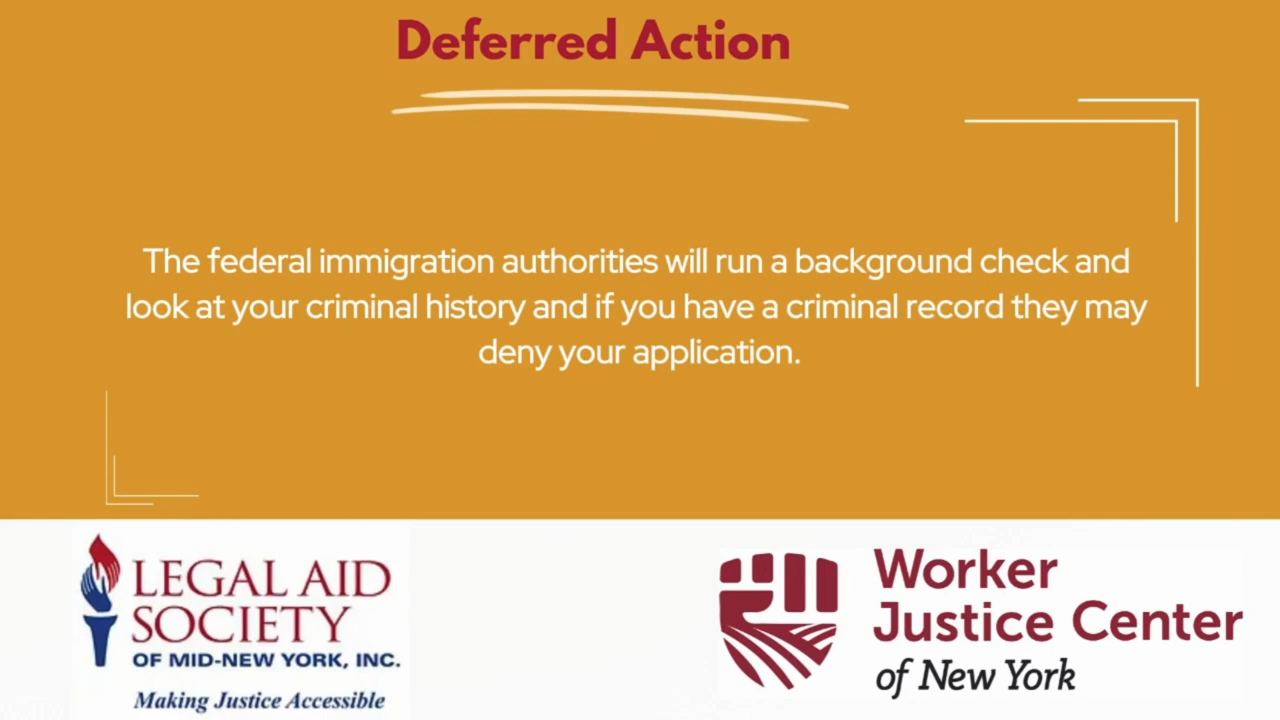 Deferred Action
The federal immigration authorities will run a background check and
look at your criminal history and if you have a criminal record they may
deny your application.
LEGAL AID
SOCIETY
OF MID-NEW YORK, INC.
Making Justice Accessible
Worker
Justice Center
of New York